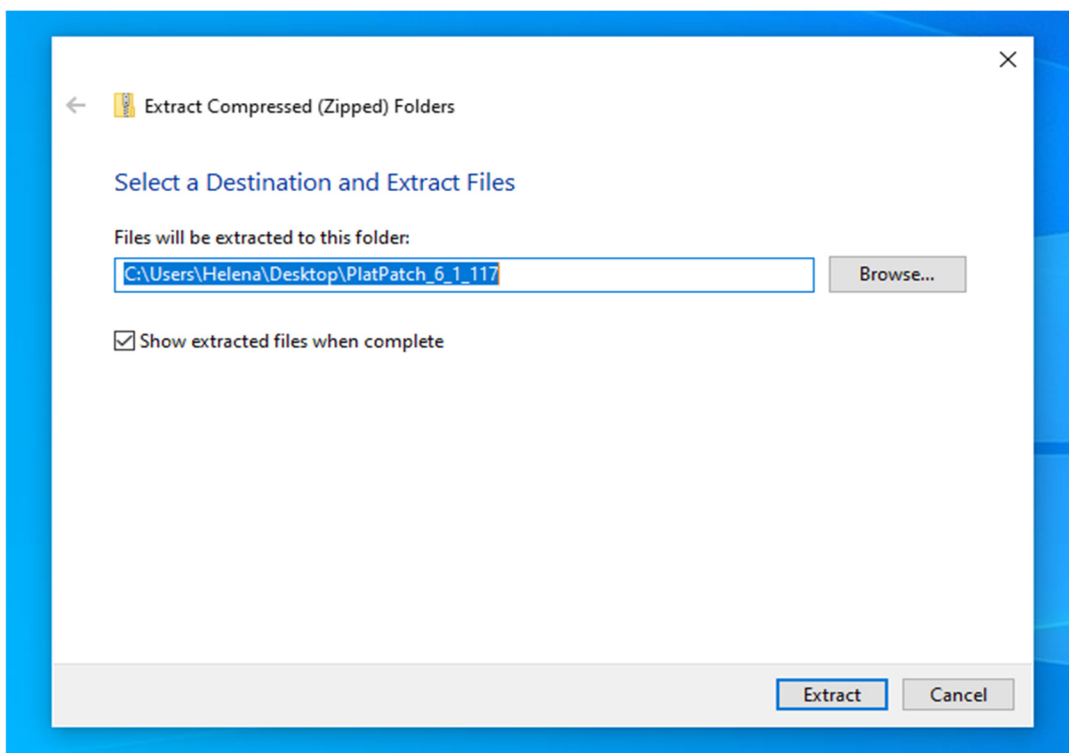 Extract Compressed (Zipped) Folders
Select a Destination and Extract Files
Files will be extracted to this folder:
C:\Users\Helena\Desktop\PlatPatch_6_1_117
Browse...
Show extracted files when complete
Extract
Cancel